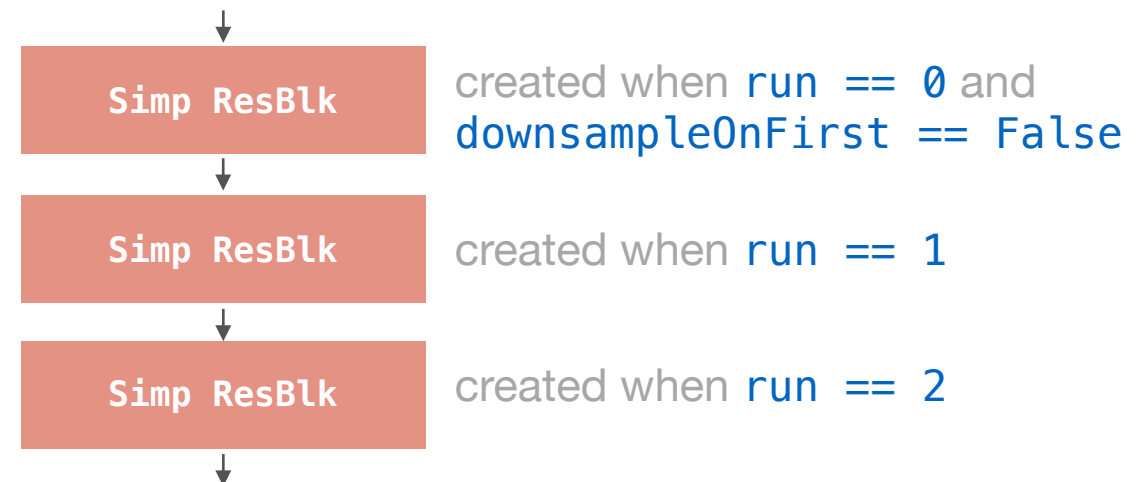 Simp ResBlk
created when run == 0 and
downsampleOnFirst == False
Simp ResBlk
created when run == 1
Simp ResBlk
created when run == 2